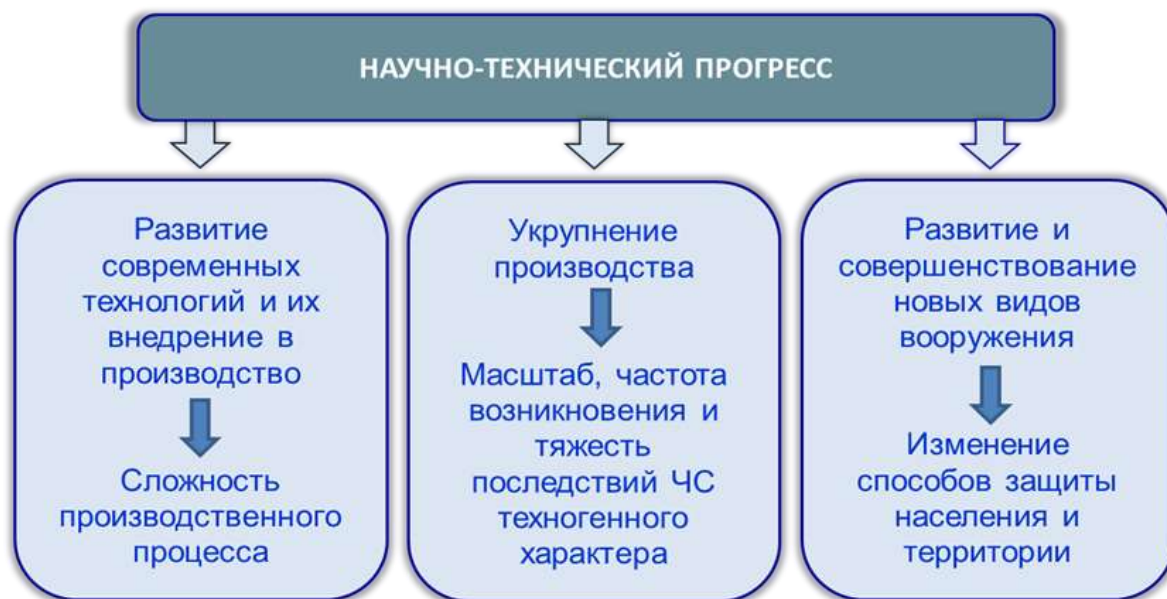 НАУЧНО-ТЕХНИЧЕСКИЙ ПРОГРЕСС
Развитие
современных
технологий и их
внедрение в
производство
Сложность
производственного
процесса
Укрупнение
производства
Масштаб, частота
возникновения и
тяжесть
последствий ЧС
техногенного
характера
Развитие и
совершенствование
новых видов
вооружения
Изменение
способов защиты
населения и
территории